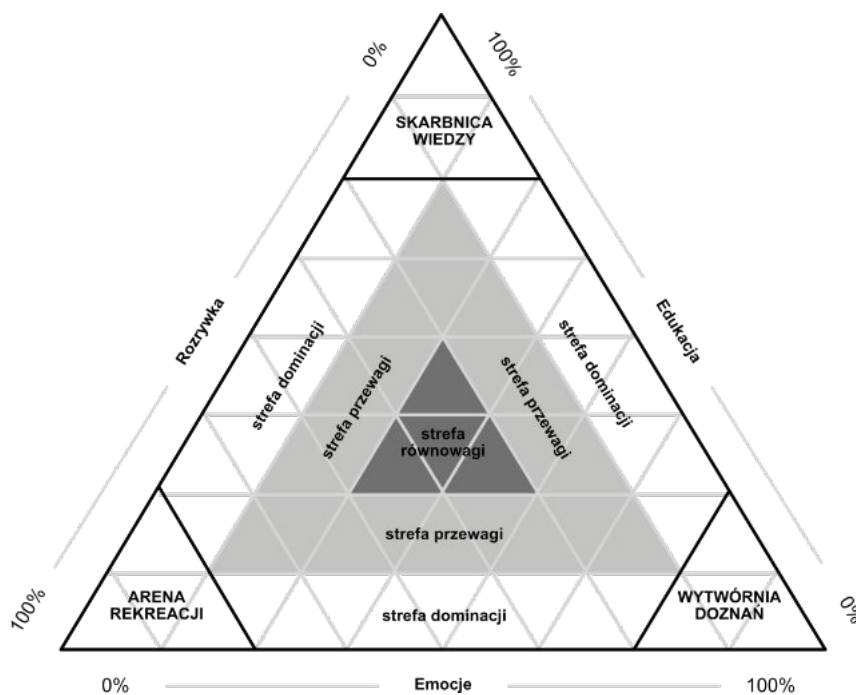 0%
100%
SKARBNICA
WIEDZY
Rozrywka
Edukacja
strefa dominacji
strefa przewagi
strefa przewagi
strefa dominacji
strefa
równowagi
strefa przewagi
100%
ARENA
REKREACJI
strefa dominacji
WYTWÓRNIA
DOZNAŃ
0%
0%
Emocje
100%